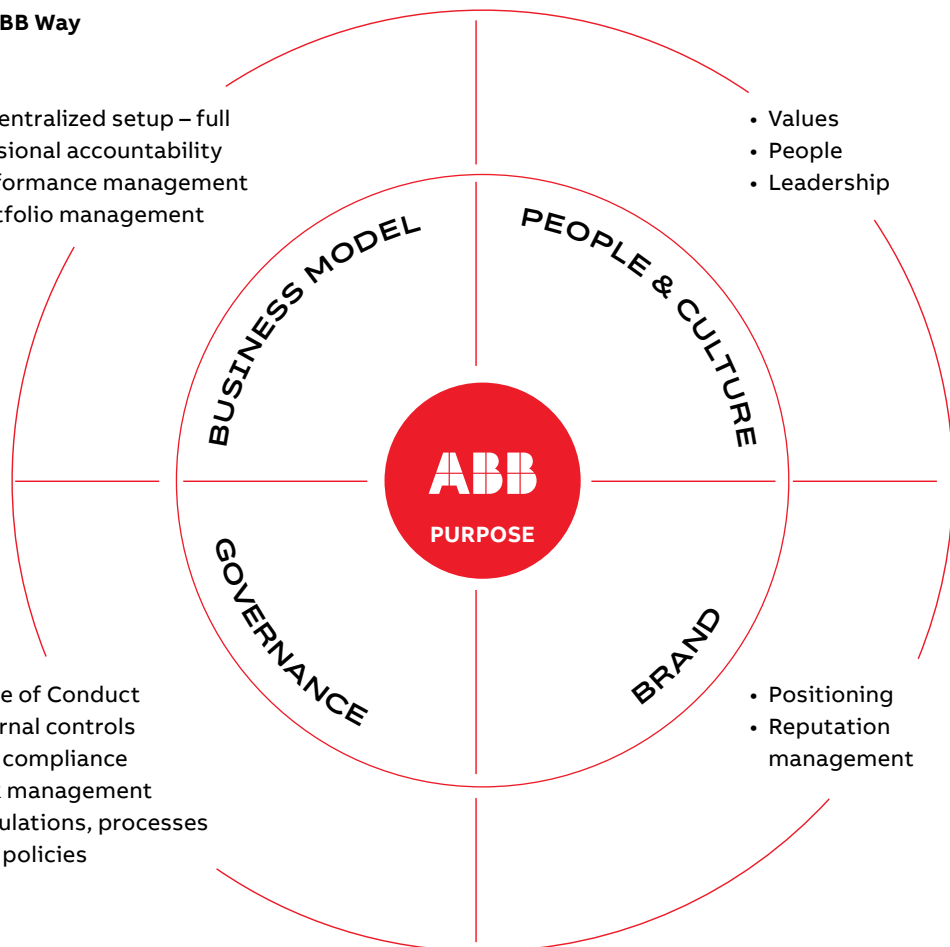 BB Way
entralized setup – full
sional accountability
formance management
tfolio management
• Values
• People
• Leadership
BUSINESS MODEL
PEOPLE & CULTURE
ABB
PURPOSE
GOVERNANCE
BRAND
e of Conduct
rnal controls
compliance
management
ulations, processes
policies
• Positioning
• Reputation
management